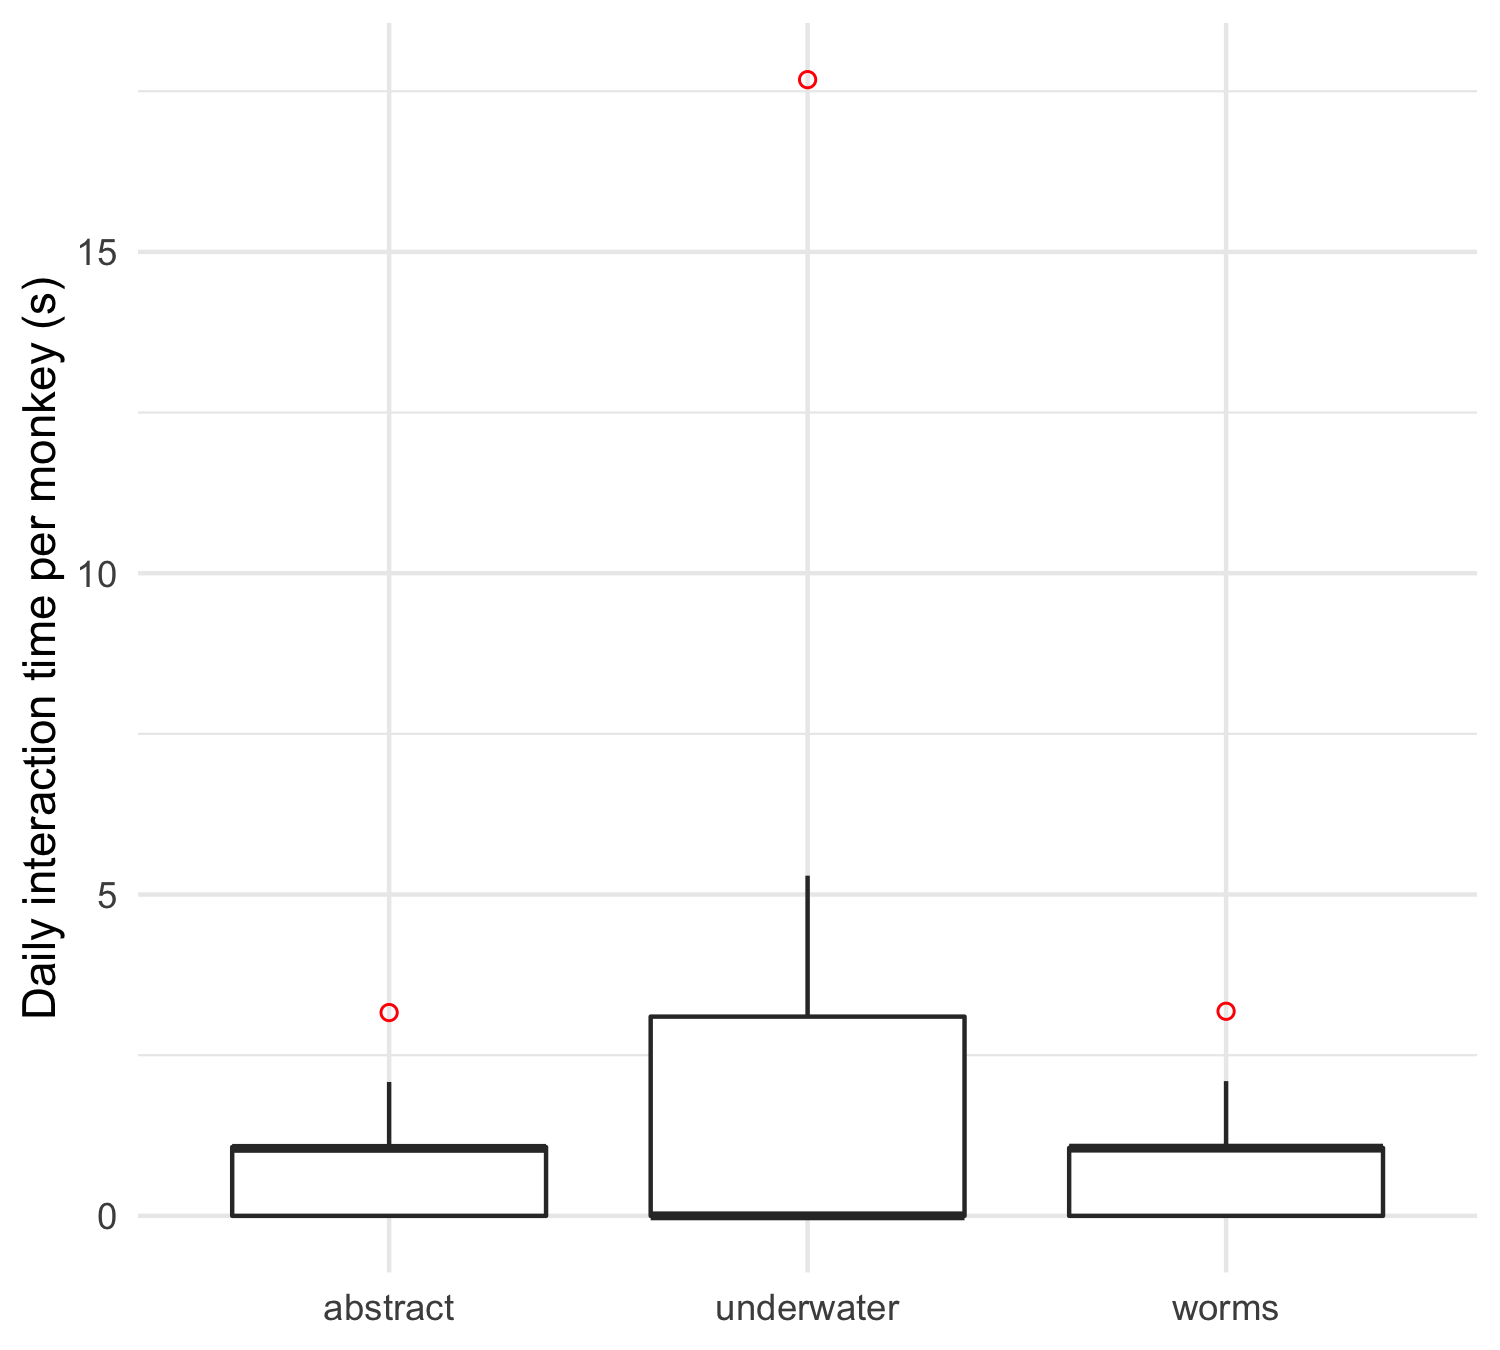 Daily interaction time per monkey (s)
15
10
5
0
abstract
underwater
worms